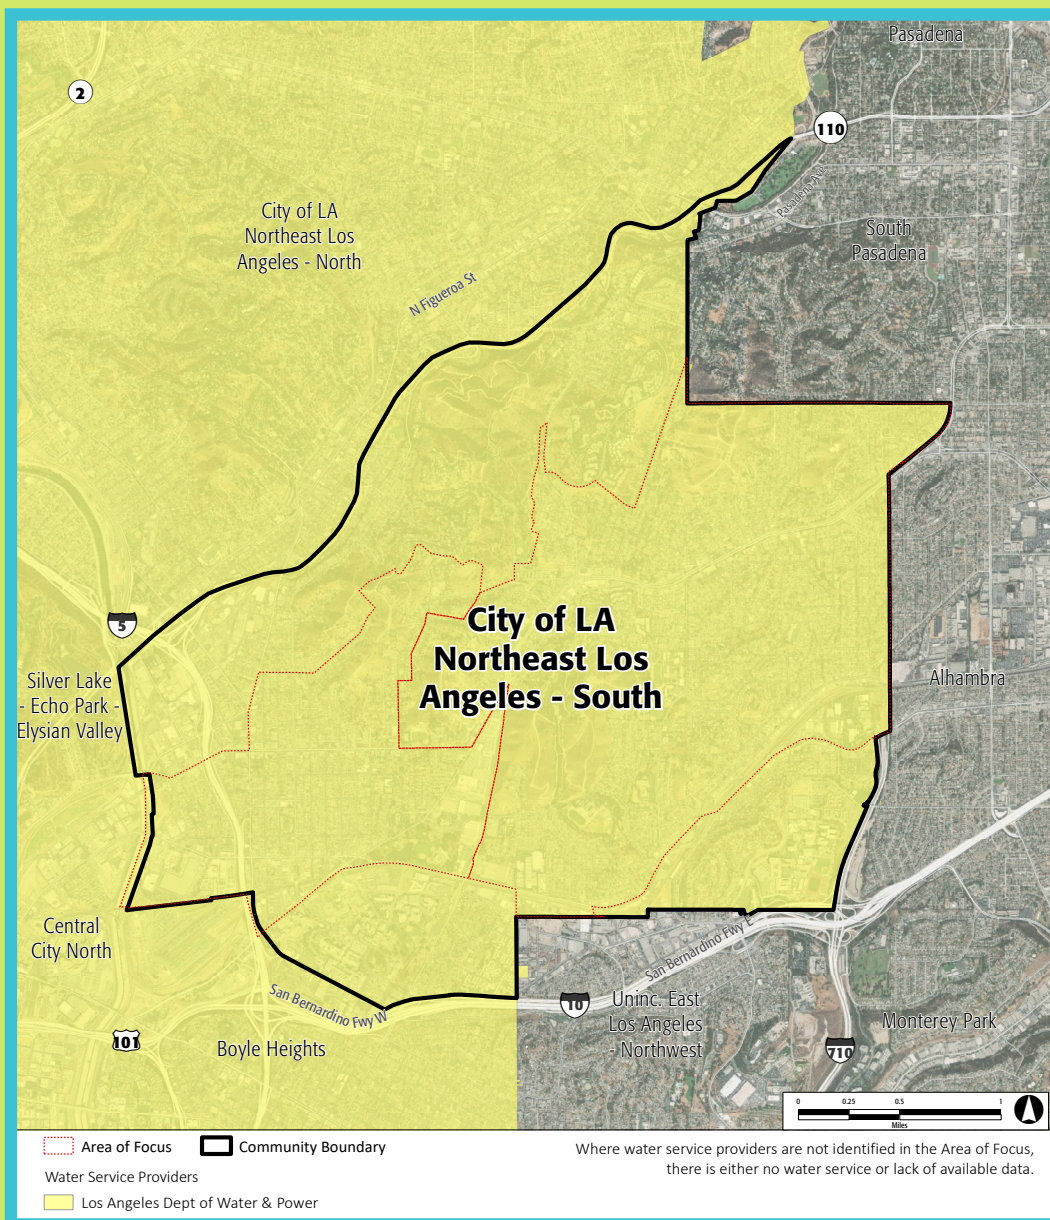 Pasadena
2
110
Pasadena Ave
City of LA
Northeast Los
Angeles - North
South
Pasadena
N Figueroa St
5
City of LA
Northeast Los
Angeles - South
Silver Lake
- Echo Park -
Elysian Valley
Alhambra
Central
City North
San Bernardino Fwy E
San Bernardino Fwy W
10
Uninc. East
Los Angeles
- Northwest
Monterey Park
101
Boyle Heights
710
0 0.25 0.5 1
Miles
Area of Focus
Community Boundary
Where water service providers are not identified in the Area of Focus,
there is either no water service or lack of available data.
Water Service Providers
Los Angeles Dept of Water & Power